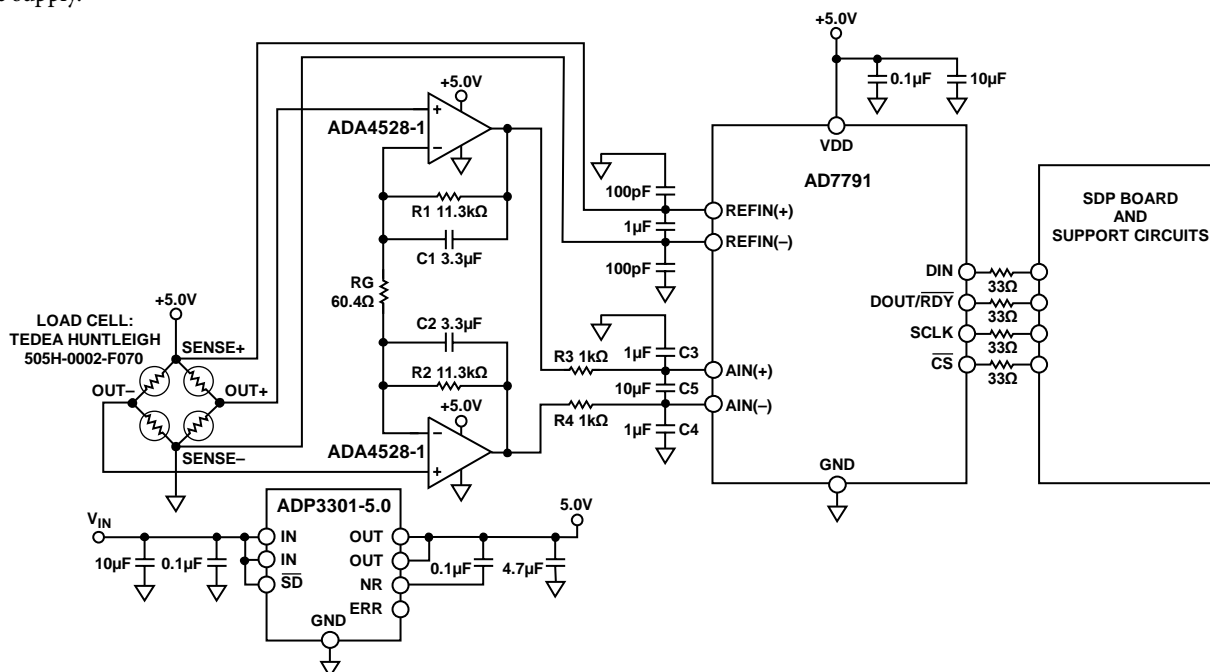 supply.
+5.0V
0.1µF
10µF
+5.0V
ADA4528-1
+
–
VDD
AD7791
100pF
REFIN(+)
1µF
REFIN(–)
100pF
R1 11.3kΩ
C1 3.3µF
RG
60.4Ω
C2 3.3µF
R2 11.3kΩ
+5.0V
ADA4528-1
–
+
R3 1kΩ
R4 1kΩ
1µF
C3
AIN(+)
10µF
C5
AIN(–)
1µF
C4
GND
SDP BOARD
AND
SUPPORT CIRCUITS
DIN
33Ω
DOUT/RDY
33Ω
SCLK
33Ω
CS
33Ω
+5.0V
LOAD CELL:
TEDEA HUNTLEIGH
505H-0002-F070
SENSE+
OUT–
OUT+
SENSE–
ADP3301-5.0
VIN
10µF
0.1µF
IN
IN
SD
OUT
OUT
NR
ERR
GND
0.1µF
4.7µF
5.0V